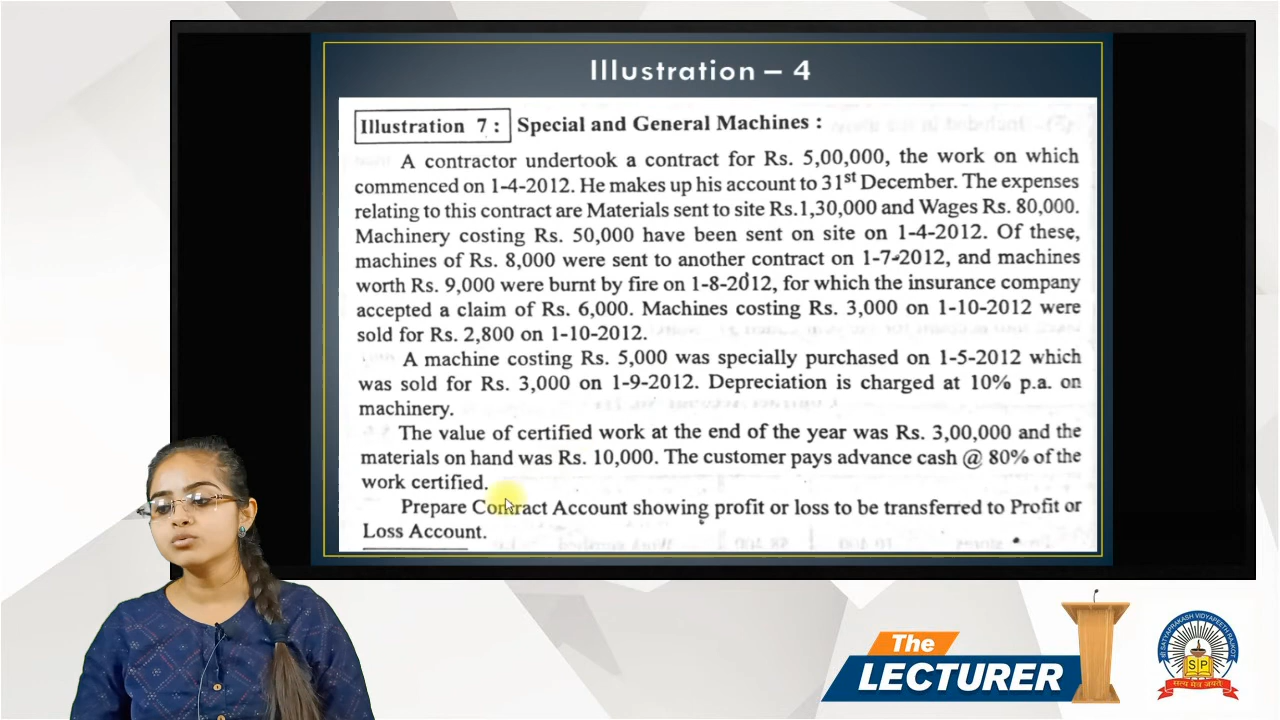 Illustration – 4
Illustration 7 : Special and General Machines :
A contractor undertook a contract for Rs. 5,00,000, the work on which
commenced on 1-4-2012. He makes up his account to 31st December. The expenses
relating to this contract are Materials sent to site Rs.1,30,000 and Wages Rs. 80,000.
Machinery costing Rs. 50,000 have been sent on site on 1-4-2012. Of these,
machines of Rs. 8,000 were sent to another contract on 1-7-2012, and machines
worth Rs. 9,000 were burnt by fire on 1-8-2012, for which the insurance company
accepted a claim of Rs. 6,000. Machines costing Rs. 3,000 on 1-10-2012 were
sold for Rs. 2,800 on 1-10-2012.
A machine costing Rs. 5,000 was specially purchased on 1-5-2012 which
was sold for Rs. 3,000 on 1-9-2012. Depreciation is charged at 10% p.a. on
machinery.
The value of certified work at the end of the year was Rs. 3,00,000 and the
materials on hand was Rs. 10,000. The customer pays advance cash @ 80% of the
work certified.
Prepare Contract Account showing profit or loss to be transferred to Profit or
Loss Account.
The
LECTURER
SP